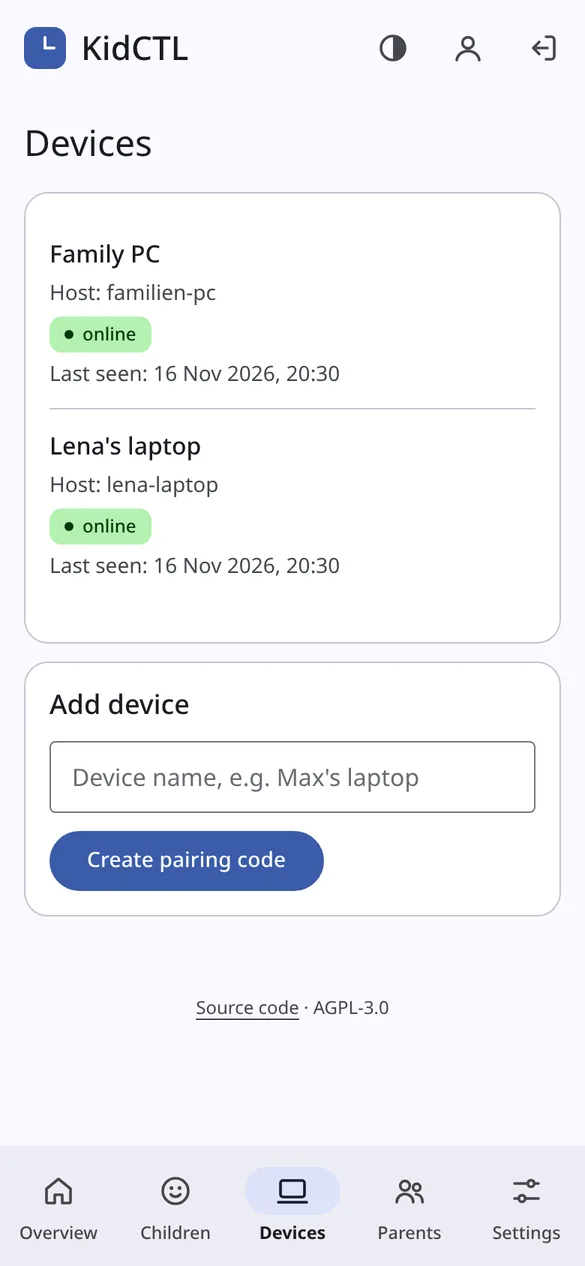 KidCTL
Devices
Family PC
Host: familien-pc
online
Last seen: 16 Nov 2026, 20:30
Lena's laptop
Host: lena-laptop
online
Last seen: 16 Nov 2026, 20:30
Add device
Device name, e.g. Max's laptop
Create pairing code
Source code · AGPL-3.0
Overview Children Devices Parents Settings